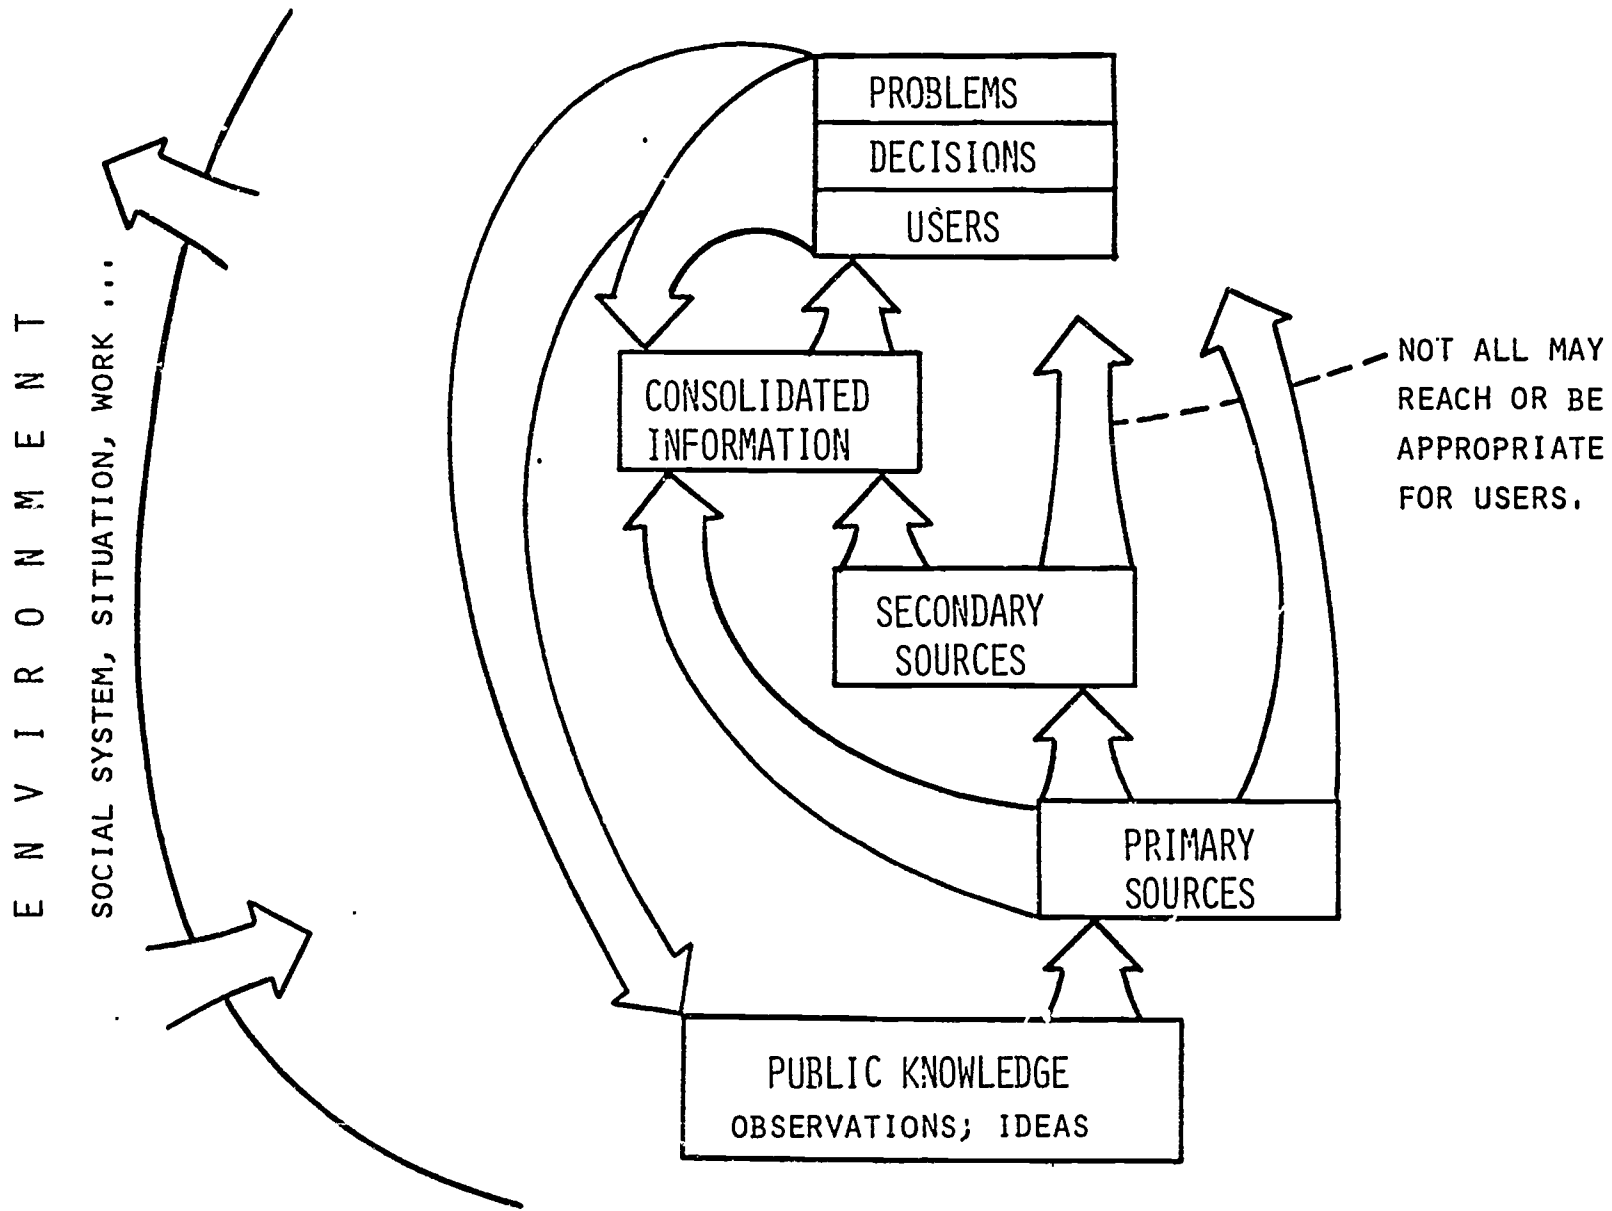 PROBLEMS
DECISIONS
USERS
CONSOLIDATED
INFORMATION
NOT ALL MAY
REACH OR BE
APPROPRIATE
FOR USERS.
SECONDARY
SOURCES
PRIMARY
SOURCES
PUBLIC KNOWLEDGE
OBSERVATIONS; IDEAS
ENVIRONMENT
SOCIAL SYSTEM, SITUATION, WORK ...